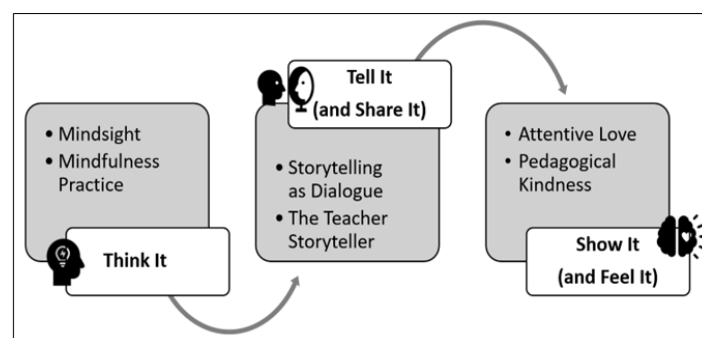 • Mindsight
• Mindfulness
Practice
Think It
Tell It
(and Share It)
• Storytelling
as Dialogue
• The Teacher
Storyteller
• Attentive Love
• Pedagogical
Kindness
Show It
(and Feel It)